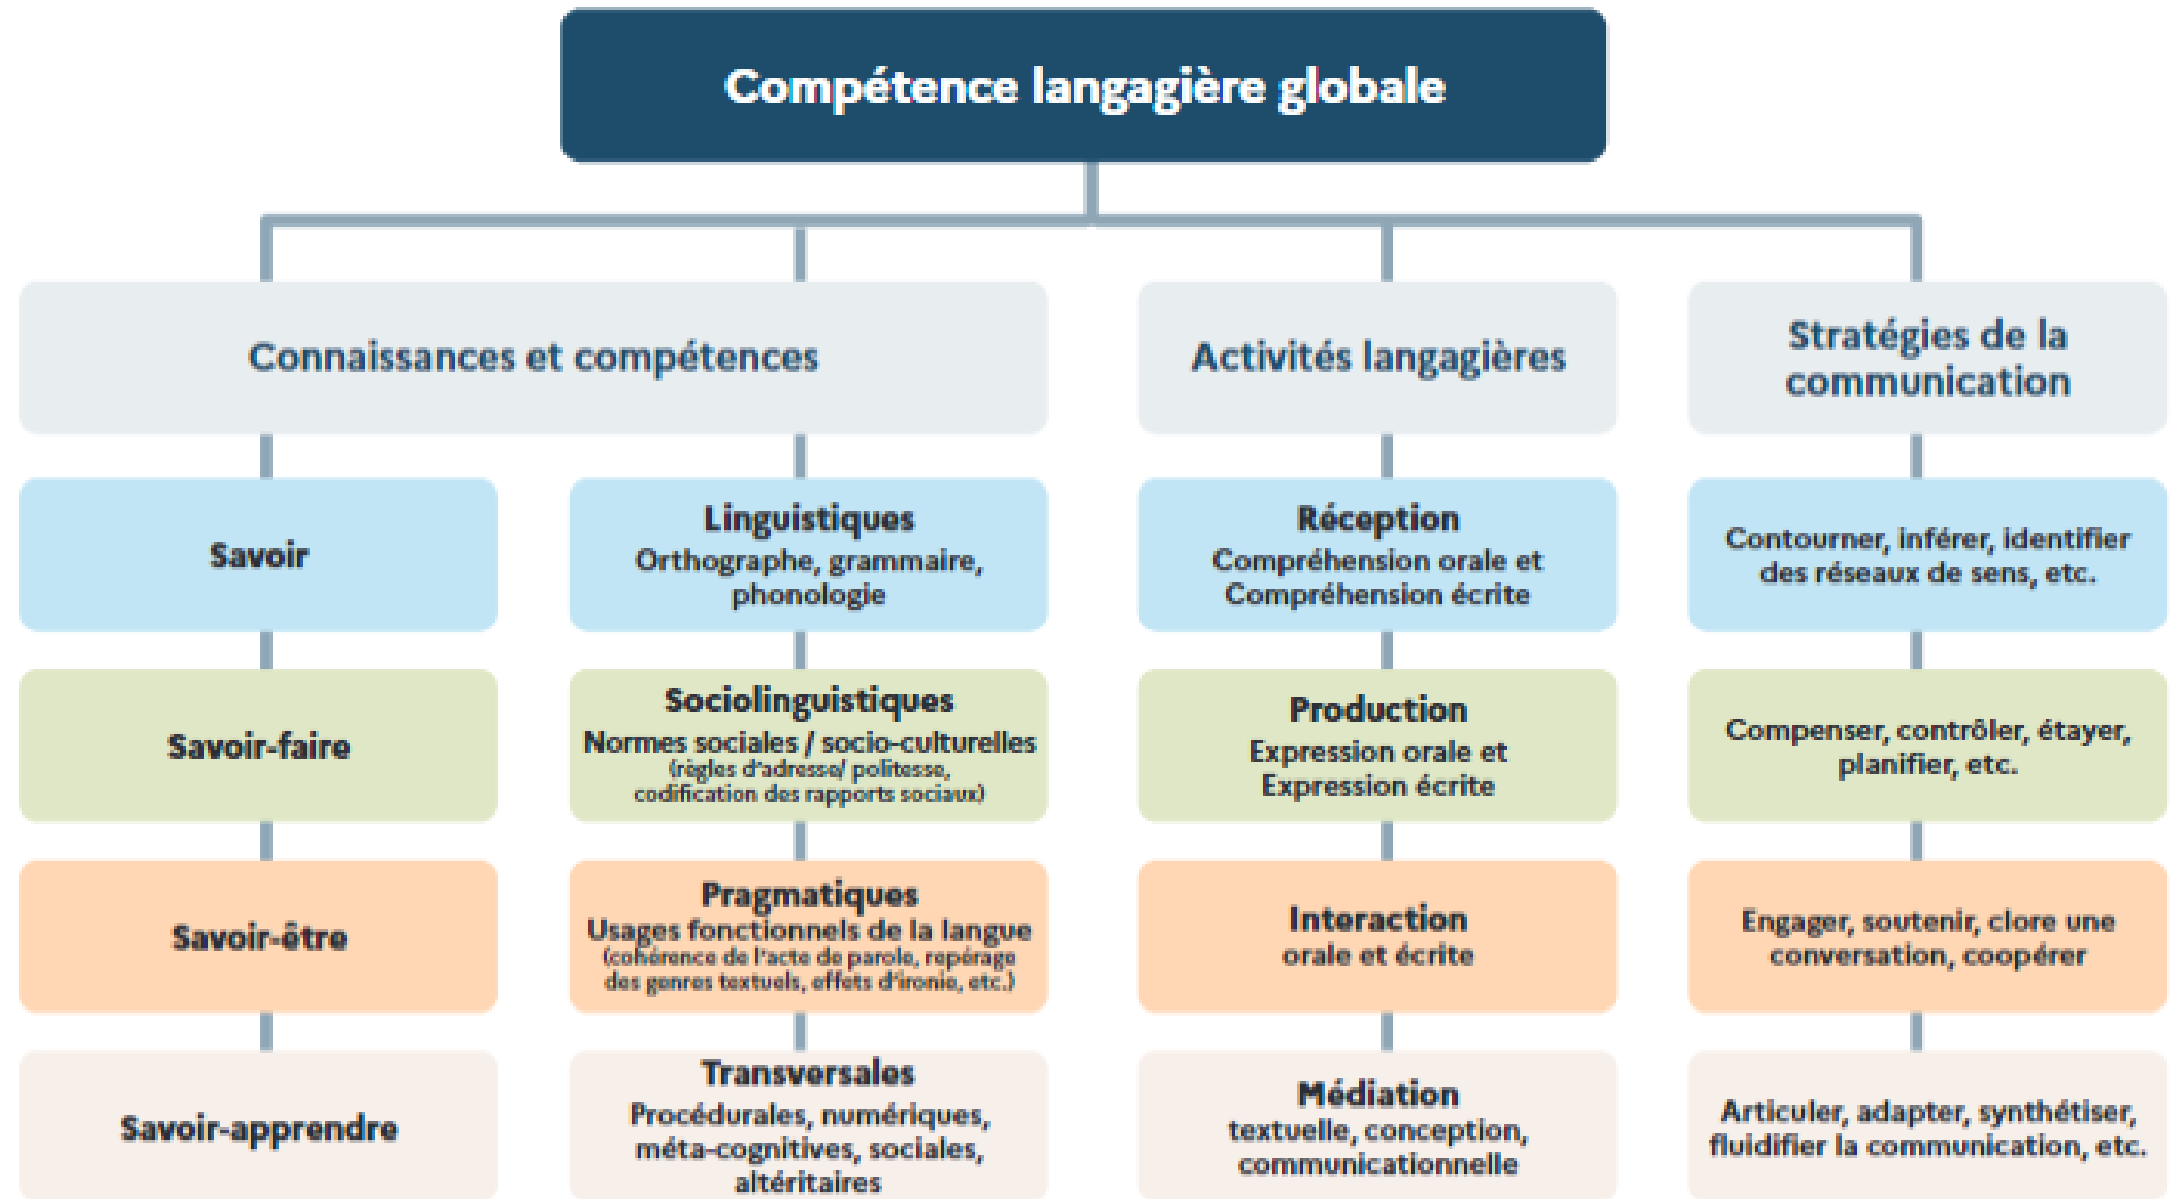 Compétence langagière globale
Connaissances et compétences
Activités langagières
Stratégies de la
communication
Savoir
Linguistiques
Orthographe, grammaire,
phonologie
Réception
Compréhension orale et
Compréhension écrite
Contourner, inférer, identifier
des réseaux de sens, etc.
Savoir-faire
Sociolinguistiques
Normes sociales / socio-culturelles
(règles d'adresse/ politesse,
codification des rapports sociaux)
Production
Expression orale et
Expression écrite
Compenser, contrôler, étayer,
planifier, etc.
Savoir-être
Pragmatiques
Usages fonctionnels de la langue
(cohérence de l'acte de parole, repérage
des genres textuels, effets d'ironie, etc.)
Interaction
orale et écrite
Engager, soutenir, clore une
conversation, coopérer
Savoir-apprendre
Transversales
Procédurales, numériques,
méta-cognitives, sociales,
altéritaires
Médiation
textuelle, conception,
communicationnelle
Articuler, adapter, synthétiser,
fluidifier la communication, etc.